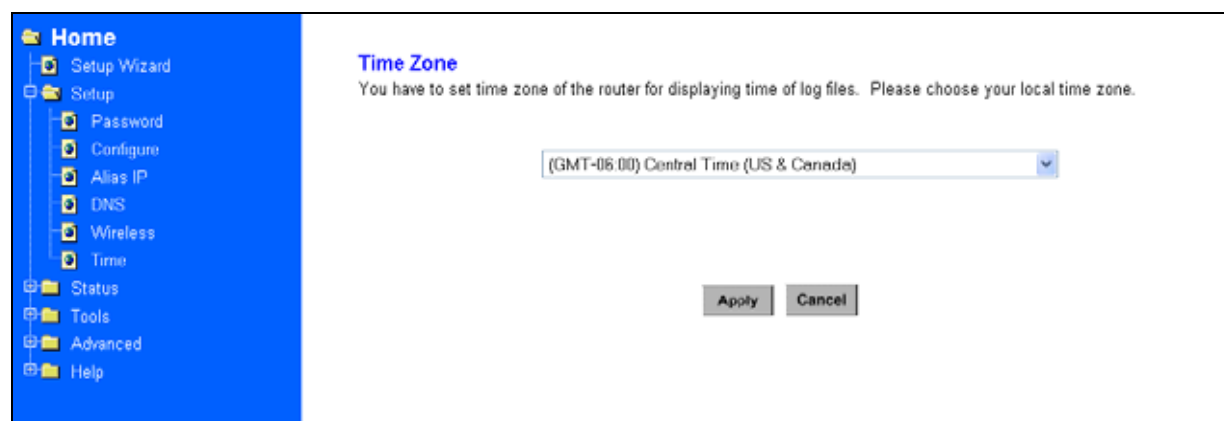 Home
Setup Wizard
Setup
Password
Configure
Alias IP
DNS
Wireless
Time
Status
Tools
Advanced
Help
Time Zone
You have to set time zone of the router for displaying time of log files. Please choose your local time zone.
(GMT-06:00) Central Time (US & Canada)
Apply
Cancel